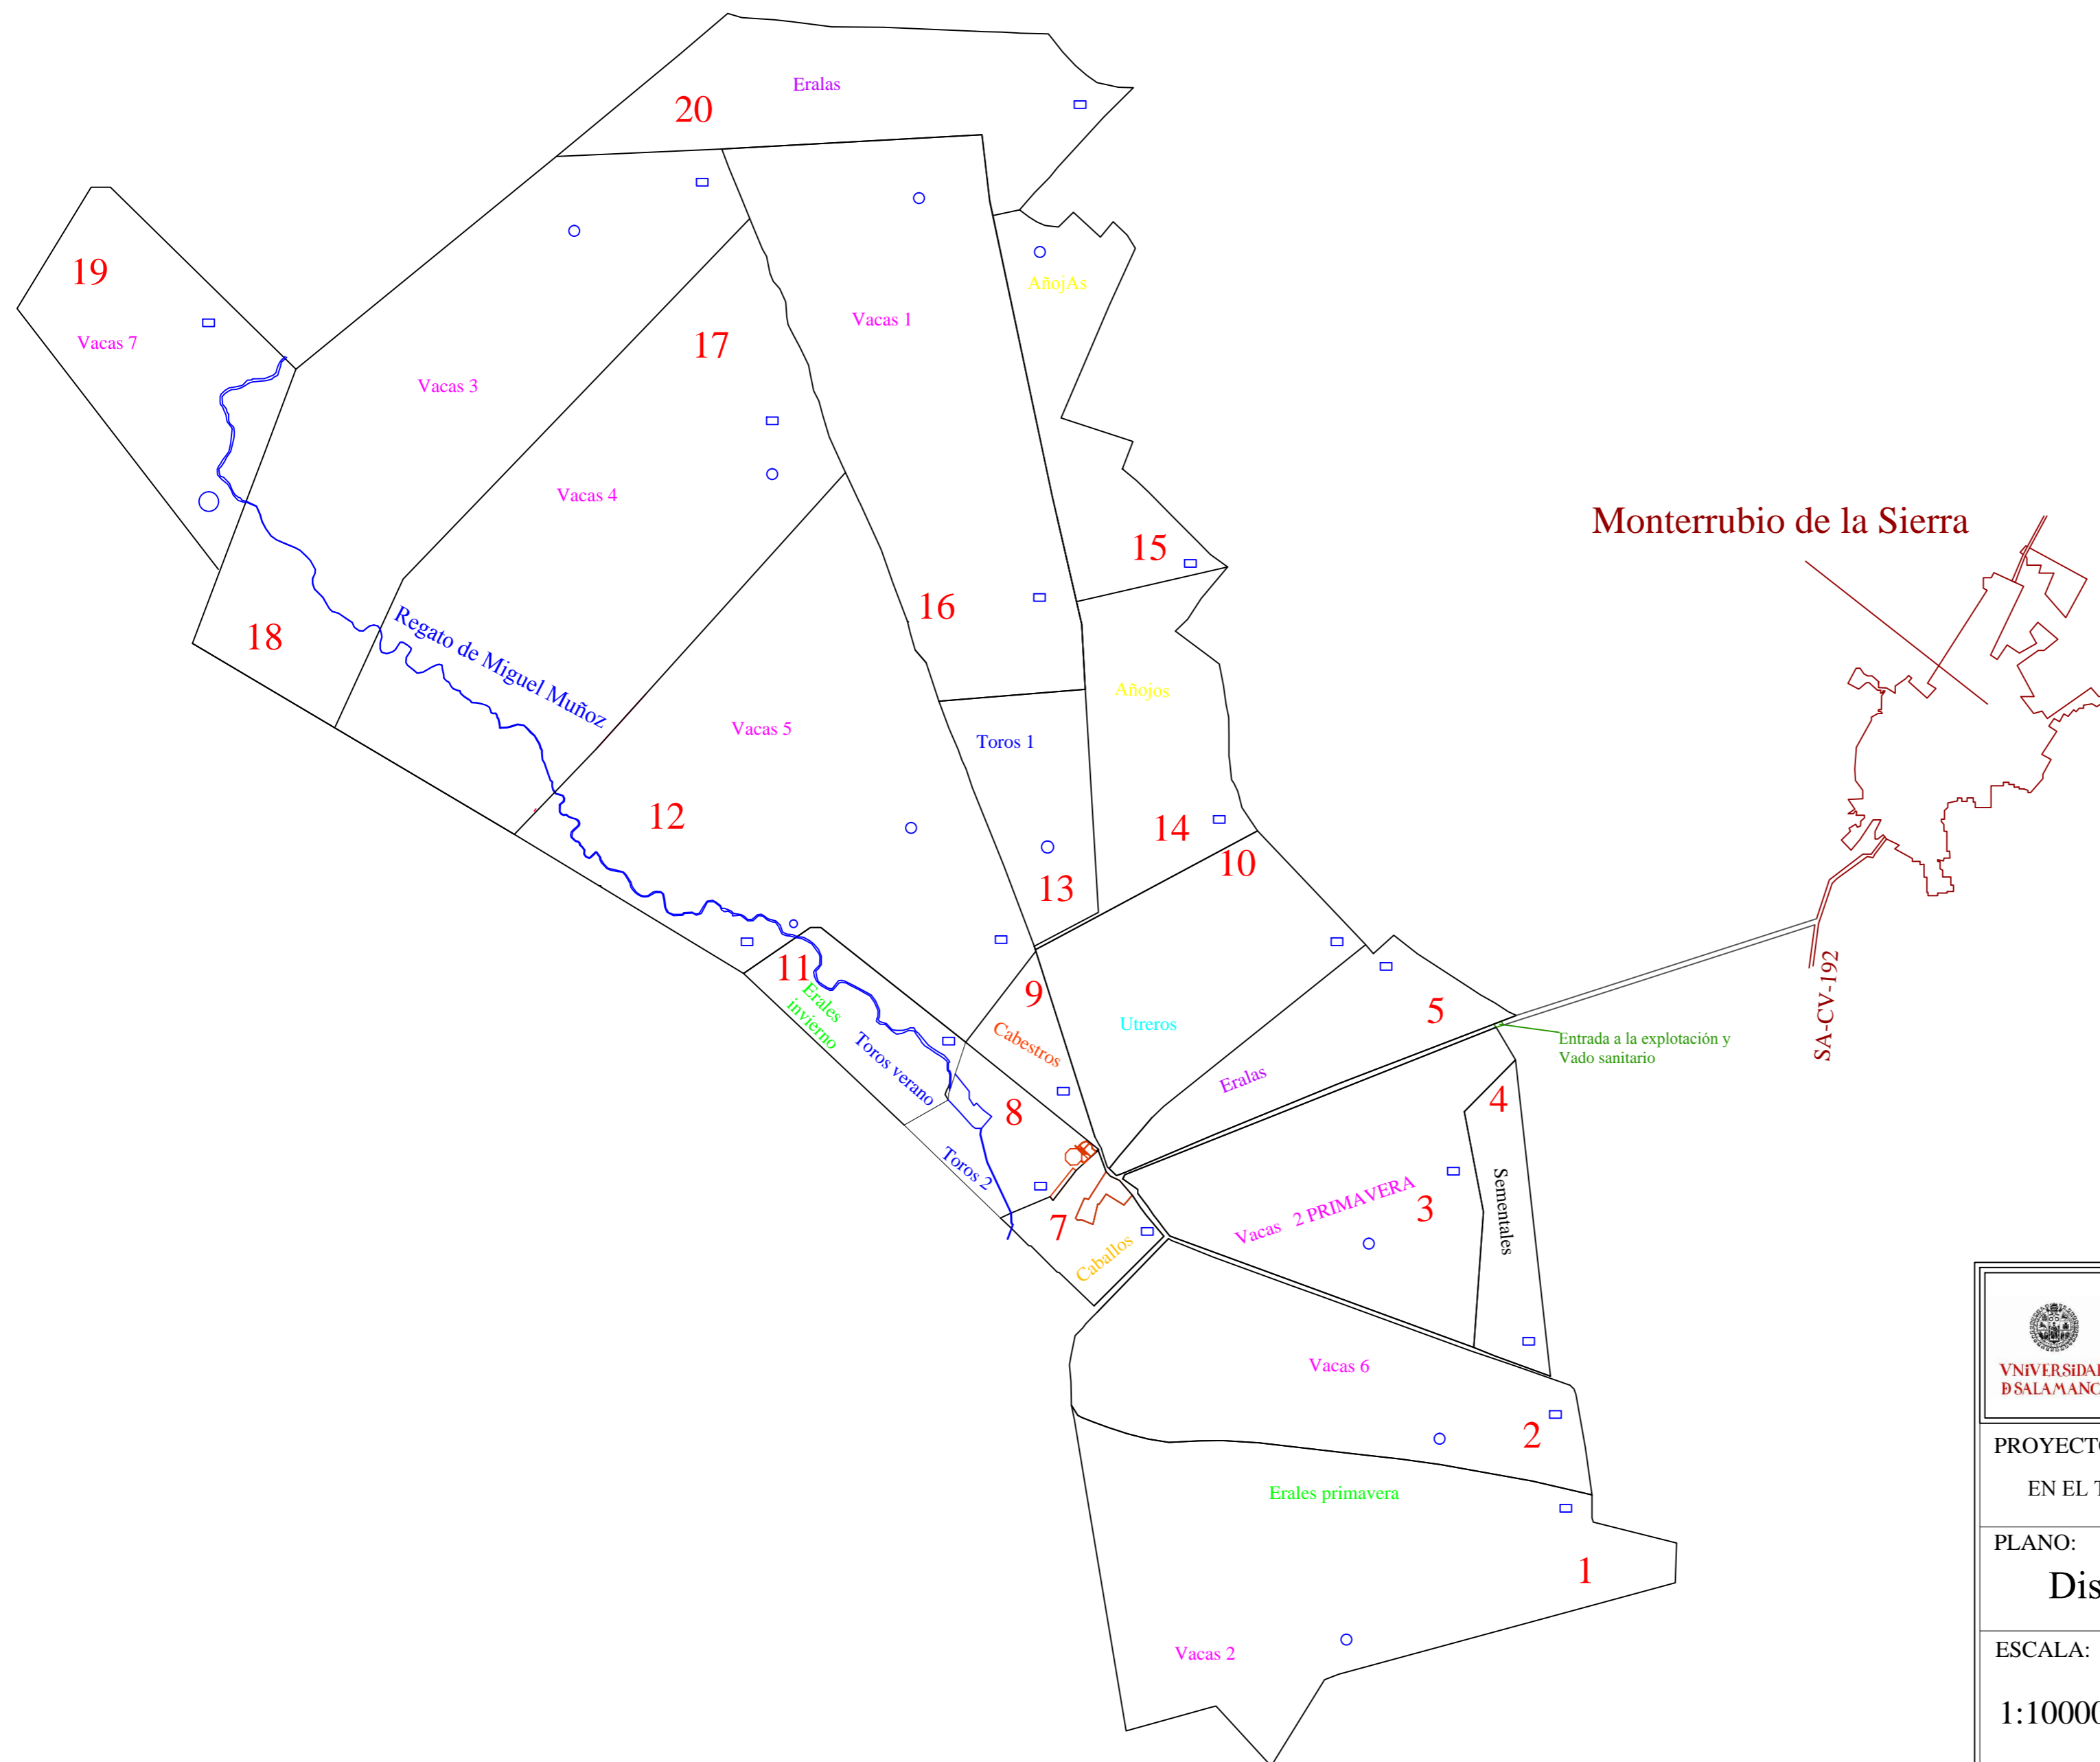 Eralas
20
19
Vacas 7
AñojAs
Vacas 1
17
Vacas 3
Vacas 4
Monterrubio de la Sierra
15
16
18
Regato de Miguel Muñoz
Añojos
Vacas 5
Toros 1
12
14
10
13
11
Erales
invierno
9
5
SA-CV-192
Utreros
Cabestros
Toros verano
Entrada a la explotación y
Vado sanitario
Eralas
8
4
Toros 2
Sementales
Vacas 2 PRIMAVERA
3
7
Caballos
Vacas 6
2
Erales primavera
1
Vacas 2
VNiVERSiDAD
D SALAMANC
PROYECTO
EN EL T
PLANO:
Dis
ESCALA:
1:10000